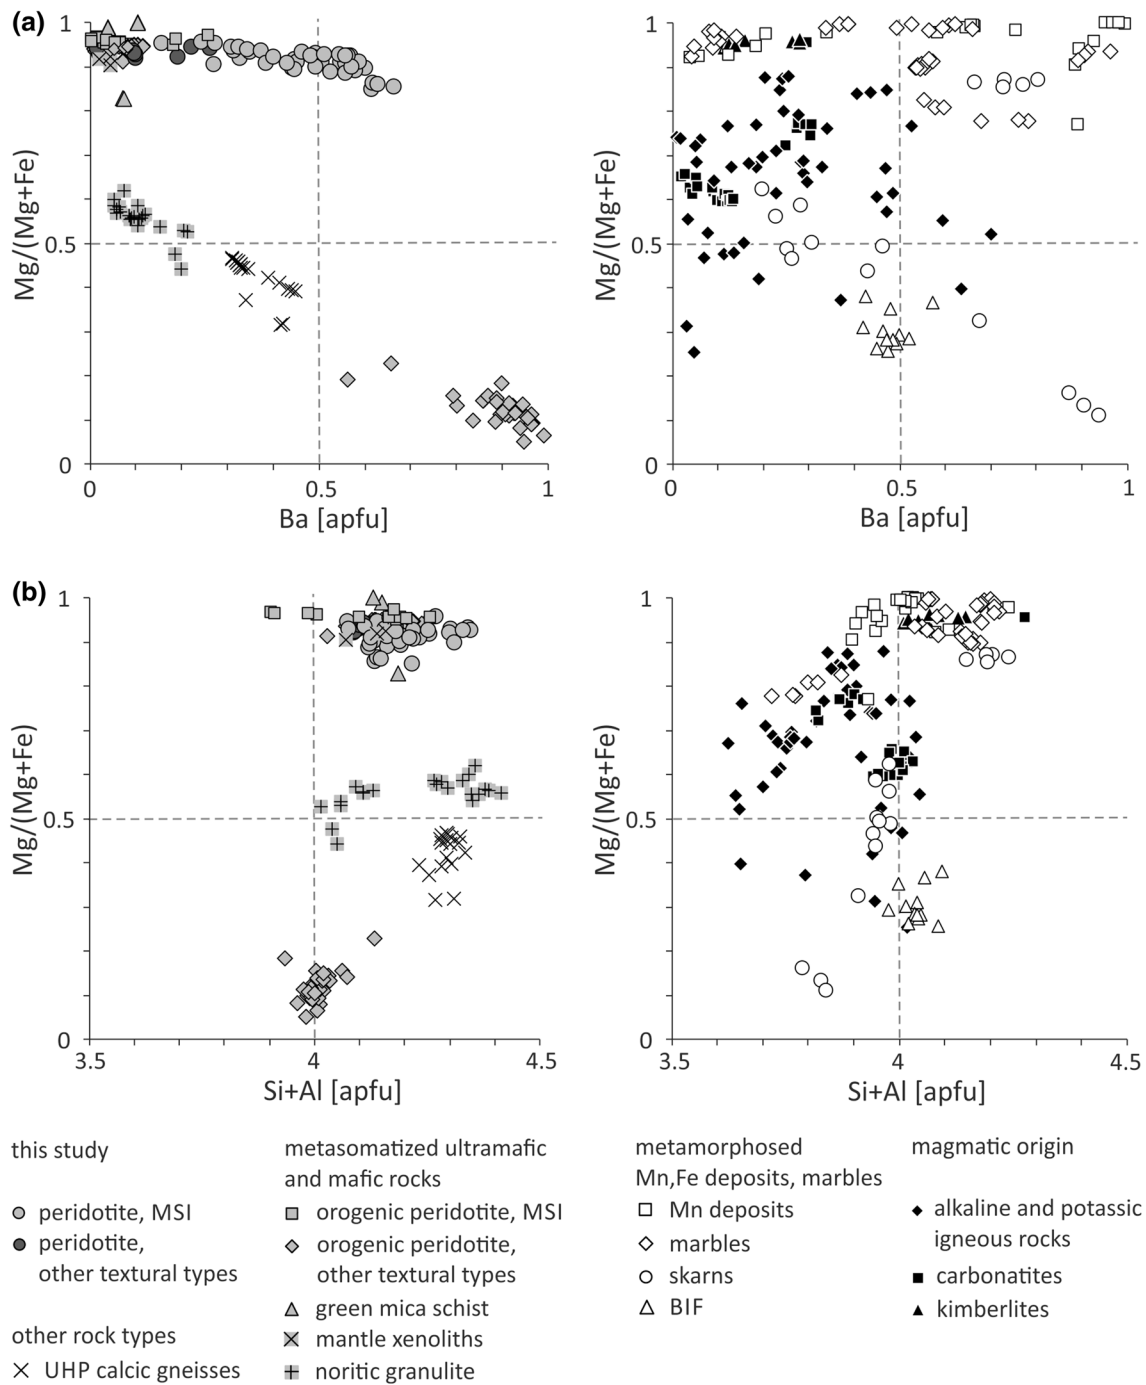 (a)
1
0.5
0
Mg/(Mg+Fe)
0
0.5
1
Ba [apfu]
1
0.5
0
Mg/(Mg+Fe)
0
0.5
1
Ba [apfu]
(b)
1
0.5
0
Mg/(Mg+Fe)
3.5
4
4.5
Si+Al [apfu]
1
0.5
0
Mg/(Mg+Fe)
3.5
4
4.5
Si+Al [apfu]
this study
peridotite, MSI
peridotite,
other textural types
other rock types
UHP calcic gneisses
metasomatized ultramafic
and mafic rocks
orogenic peridotite, MSI
orogenic peridotite,
other textural types
green mica schist
mantle xenoliths
noritic granulite
metamorphosed
Mn,Fe deposits, marbles
Mn deposits
marbles
skarns
BIF
magmatic origin
alkaline and potassic
igneous rocks
carbonatites
kimberlites